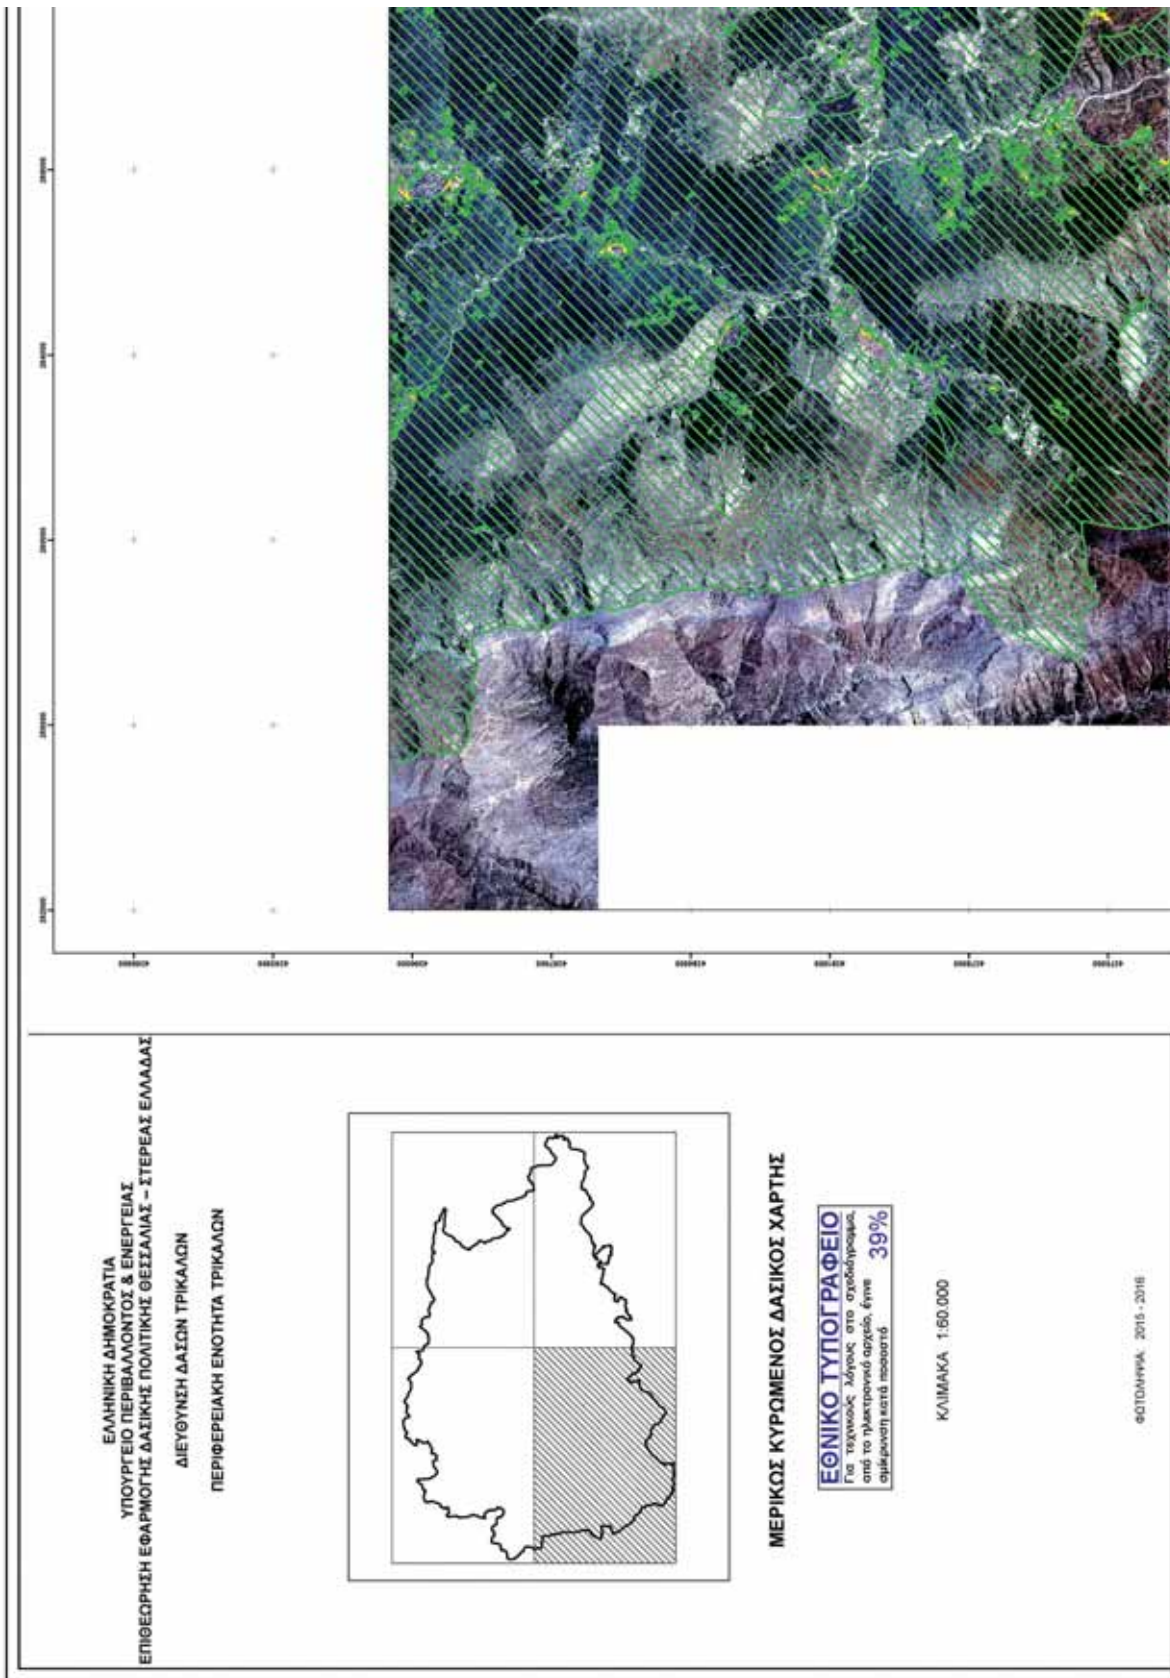 ΕΛΛΗΝΙΚΗ ΔΗΜΟΚΡΑΤΙΑ
ΥΠΟΥΡΓΕΙΟ ΠΕΡΙΒΑΛΛΟΝΤΟΣ & ΕΝΕΡΓΕΙΑΣ
ΕΠΙΘΕΩΡΗΣΗ ΕΦΑΡΜΟΓΗΣ ΔΑΣΙΚΗΣ ΠΟΛΙΤΙΚΗΣ ΘΕΣΣΑΛΙΑΣ – ΣΤΕΡΕΑΣ ΕΛΛΑΔΑΣ
ΔΙΕΥΘΥΝΣΗ ΔΑΣΩΝ ΤΡΙΚΑΛΩΝ
ΠΕΡΙΦΕΡΕΙΑΚΗ ΕΝΟΤΗΤΑ ΤΡΙΚΑΛΩΝ
ΜΕΡΙΚΩΣ ΚΥΡΩΜΕΝΟΣ ΔΑΣΙΚΟΣ ΧΑΡΤΗΣ
ΕΘΝΙΚΟ ΤΥΠΟΓΡΑΦΕΙΟ
Για τεχνικούς λόγους στο σχεδιάγραμμα,
από το ηλεκτρονικό αρχείο, έγινε
σμίκρυνση κατά ποσοστό 39%
ΚΛΙΜΑΚΑ 1:60.000
ΦΩΤΟΛΗΨΙΑ: 2015 - 2016